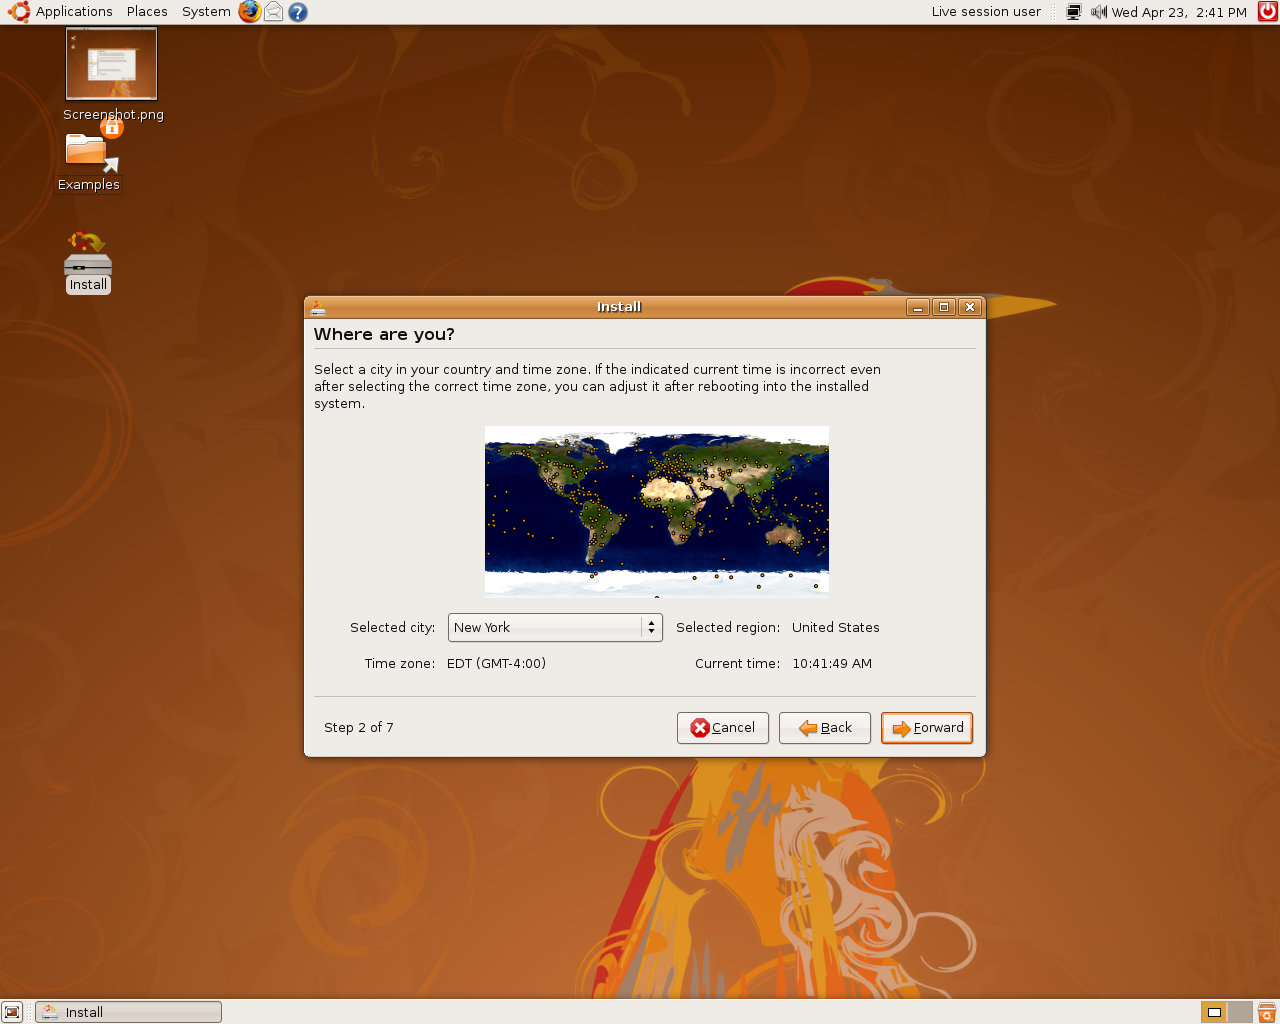 Applications Places System
Live session user
Wed Apr 23, 2:41 PM
Screenshot.png
Examples
Install
Install
Where are you?
Select a city in your country and time zone. If the indicated current time is incorrect even
after selecting the correct time zone, you can adjust it after rebooting into the installed
system.
Selected city: New York Selected region: United States
Time zone: EDT (GMT-4:00) Current time: 10:41:49 AM
Step 2 of 7 Cancel Back Forward
Install